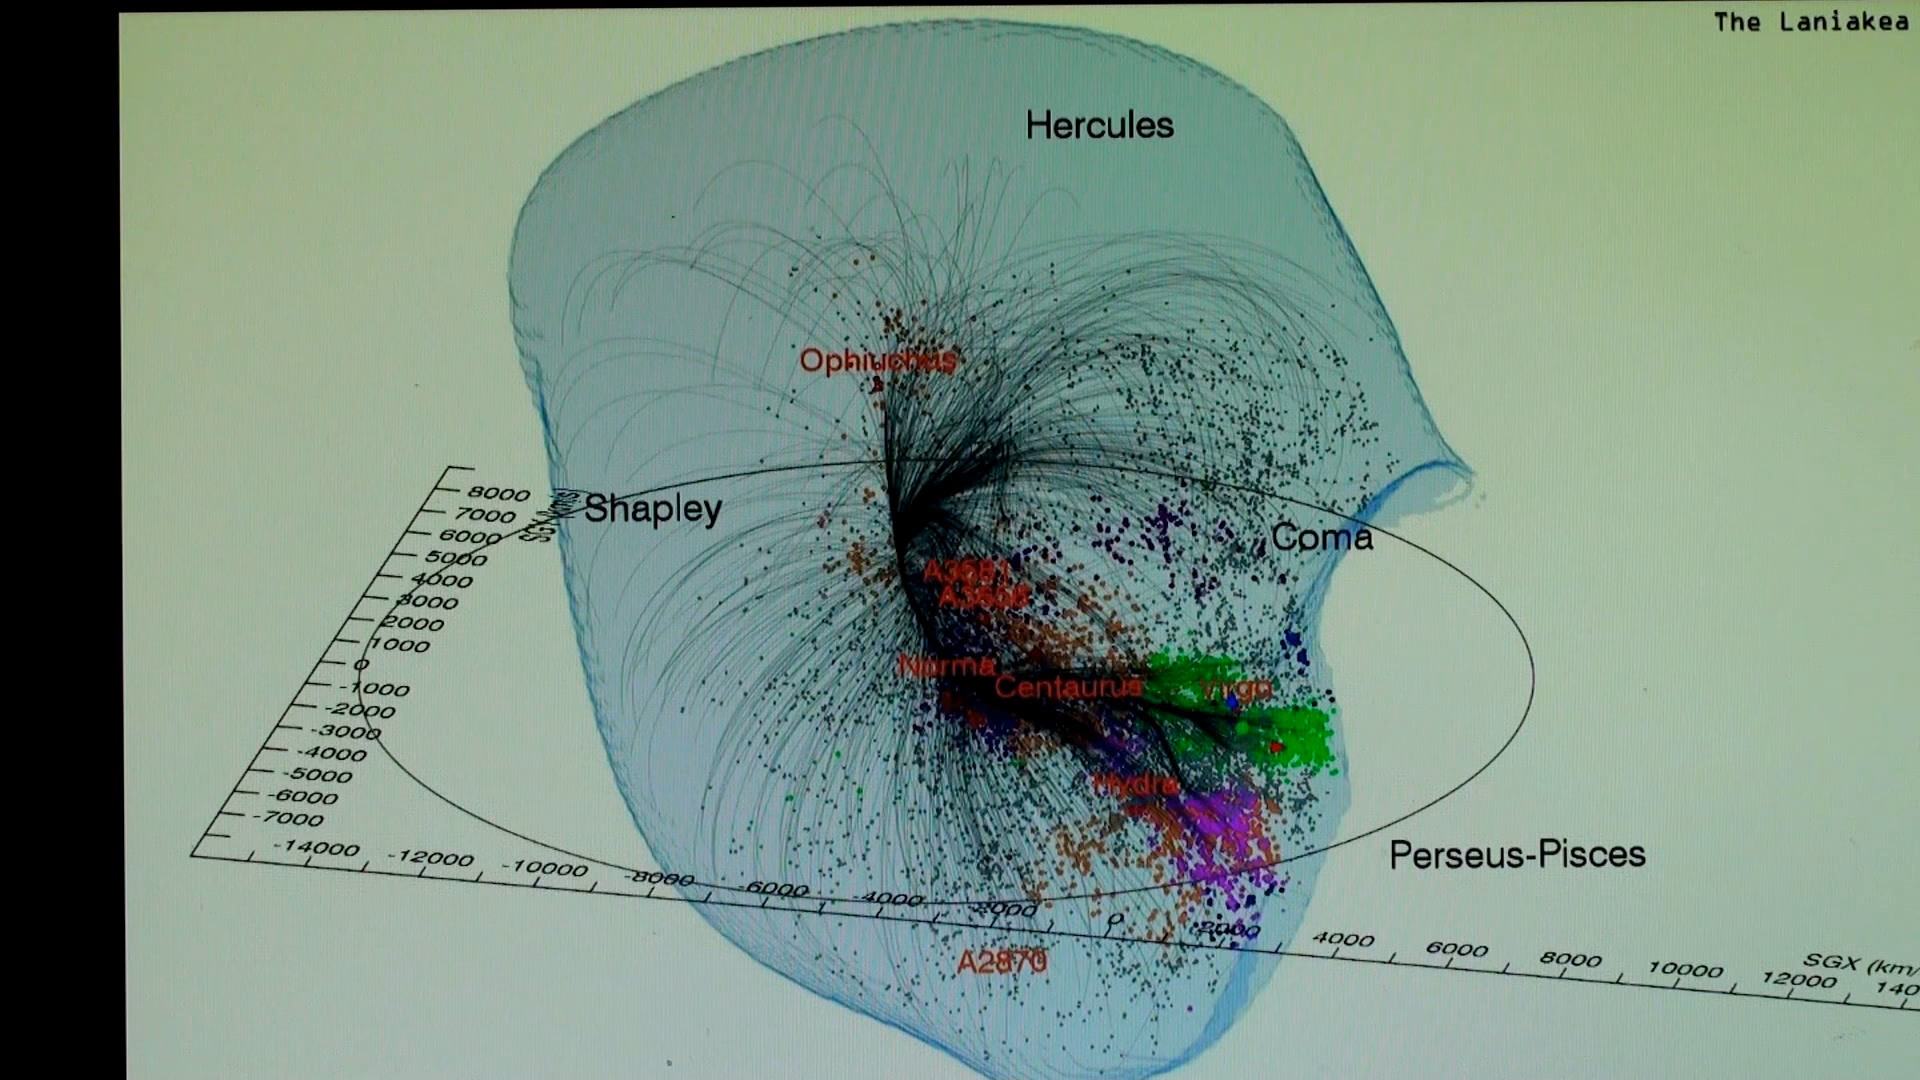 The Laniakea
Hercules
Ophiuchus
Shapley
Coma
A3581
A3558
Norma
Centaurus
Virgo
Hydra
Perseus-Pisces
A2870
8000
7000
6000
5000
4000
3000
2000
1000
0
-1000
-2000
-3000
-4000
-5000
-6000
-7000
-14000
-12000
-10000
-8000
-6000
-4000
-2000
0
2000
4000
6000
8000
10000
12000
140
SGX (km/